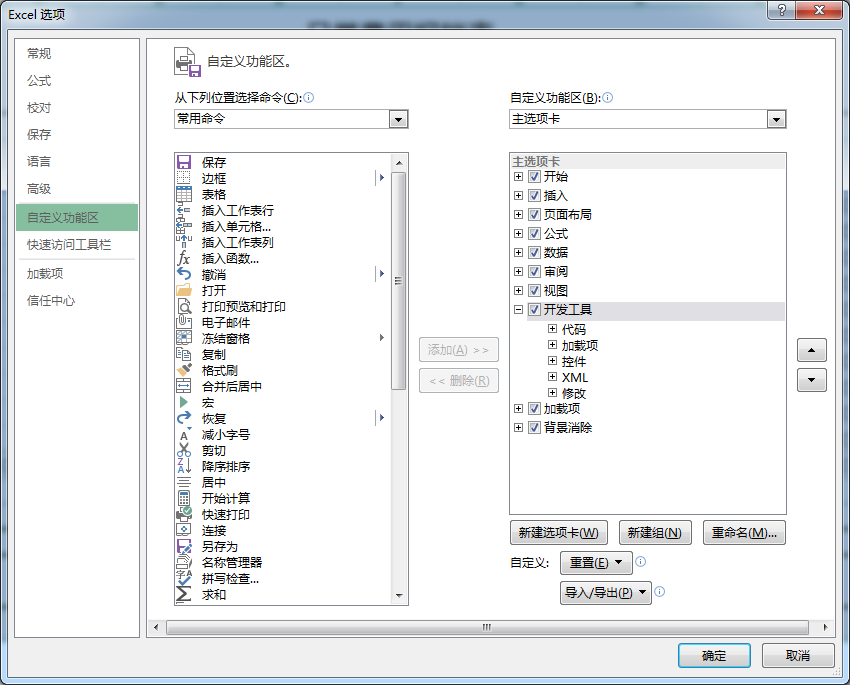 Excel 选项
常规
公式
校对
保存
语言
高级
自定义功能区
快速访问工具栏
加载项
信任中心
自定义功能区。
从下列位置选择命令(C):
常用命令
保存
边框
表格
插入工作表行
插入单元格...
插入工作表列
插入函数...
撤消
打开
打印预览和打印
电子邮件
冻结窗格
复制
格式刷
合并后居中
宏
恢复
减小字号
剪切
降序排序
居中
开始计算
快速打印
连接
另存为
名称管理器
拼写检查...
求和
添加(A) >>
<< 删除(R)
自定义功能区(B):
主选项卡
主选项卡
开始
插入
页面布局
公式
数据
审阅
视图
开发工具
代码
加载项
控件
XML
修改
加载项
背景消除
新建选项卡(W)
新建组(N)
重命名(M)...
自定义:
重置(E)
导入/导出(P)
确定
取消